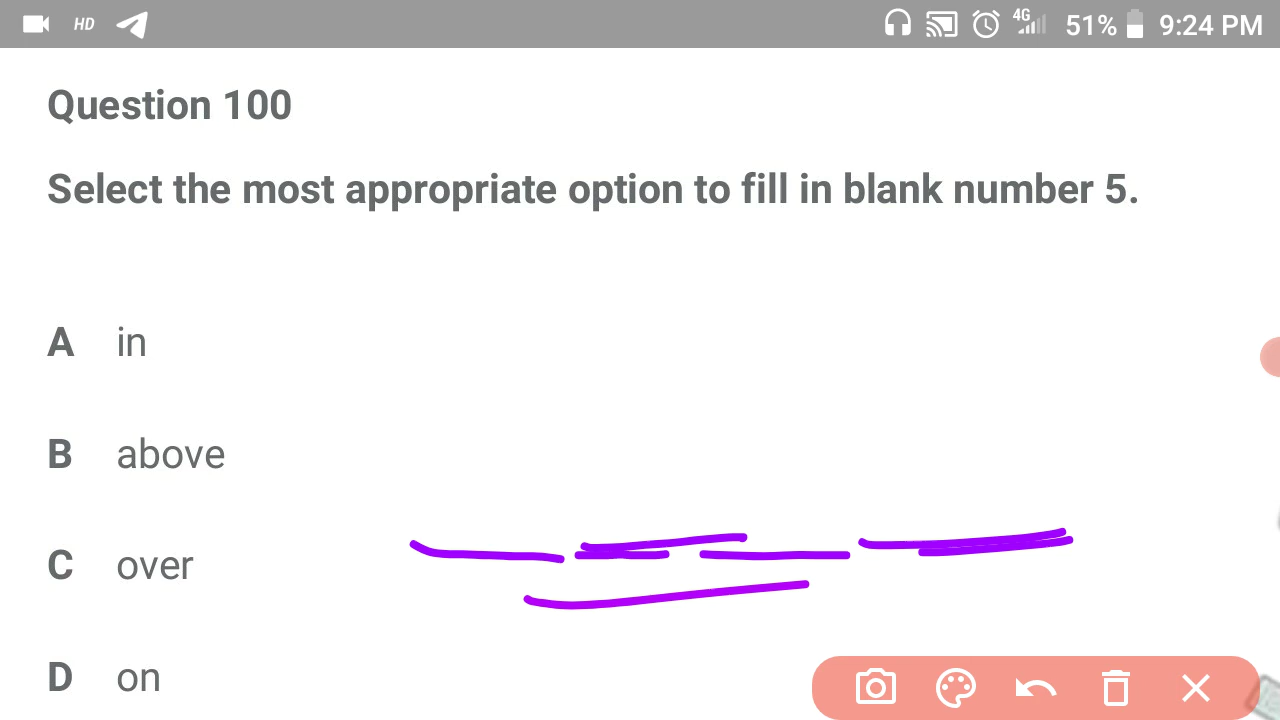 HD 4G 51% 9:24 PM
Question 100
Select the most appropriate option to fill in blank number 5.
A in
B above
C over
D on